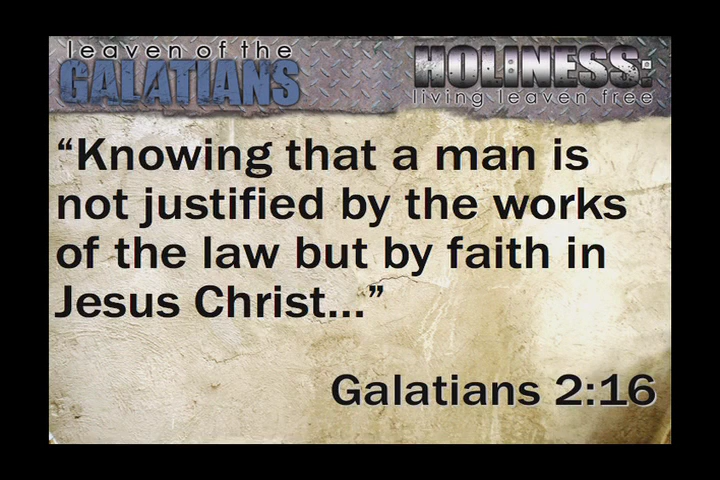 leaven of the
GALATIANS
HOLINESS:
living leaven free
“Knowing that a man is
not justified by the works
of the law but by faith in
Jesus Christ...”
Galatians 2:16